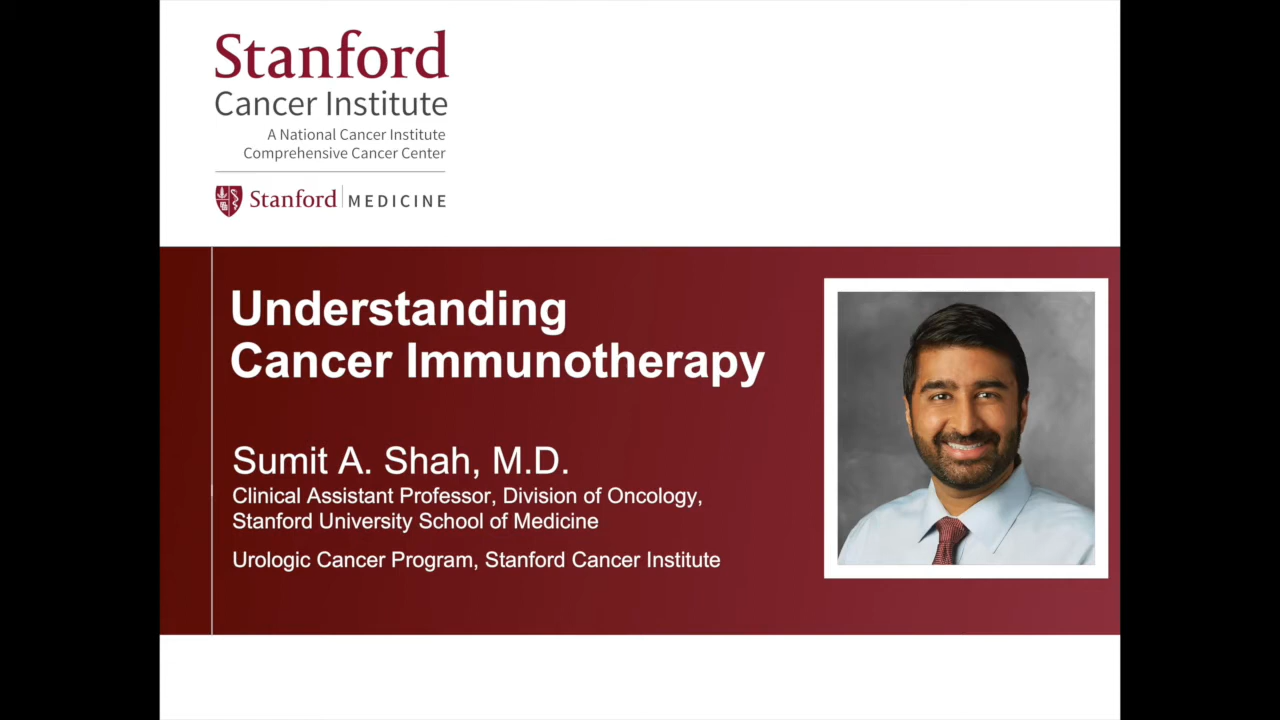 Stanford
Cancer Institute
A National Cancer Institute
Comprehensive Cancer Center
Stanford MEDICINE
Understanding
Cancer Immunotherapy
Sumit A. Shah, M.D.
Clinical Assistant Professor, Division of Oncology,
Stanford University School of Medicine
Urologic Cancer Program, Stanford Cancer Institute